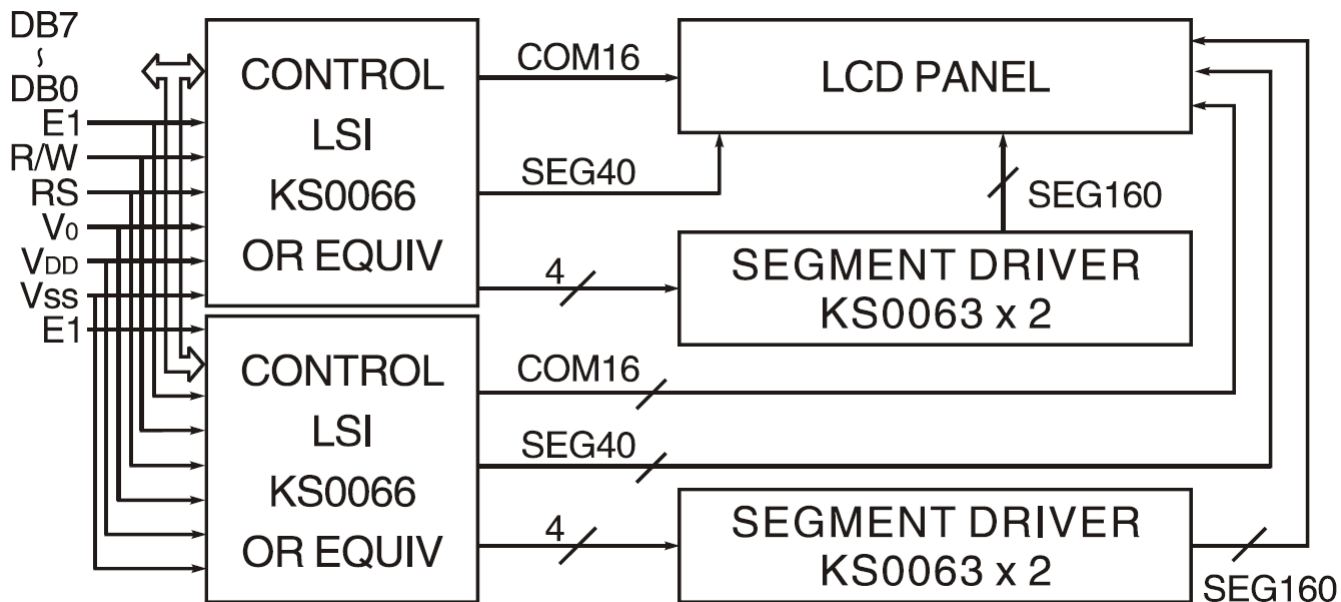 DB7
~
DB0
E1
R/W
RS
V0
VDD
VSS
E1
CONTROL
LSI
KS0066
OR EQUIV
COM16
SEG40
4
LCD PANEL
SEG160
SEGMENT DRIVER
KS0063 x 2
CONTROL
LSI
KS0066
OR EQUIV
COM16
SEG40
4
SEGMENT DRIVER
KS0063 x 2
SEG160